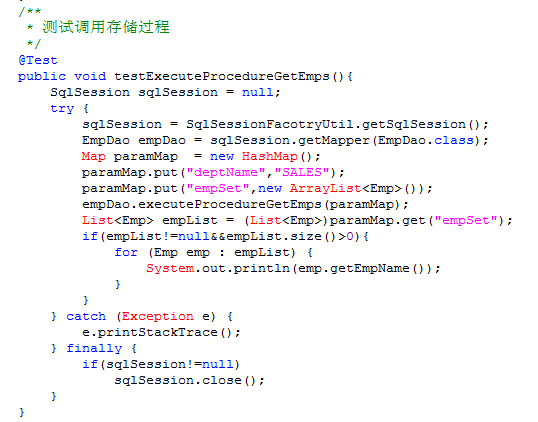 /**
 * 测试调用存储过程
 */
@Test
public void testExecuteProcedureGetEmps(){
    SqlSession sqlSession = null;
    try {
        sqlSession = SqlSessionFacotryUtil.getSqlSession();
        EmpDao empDao = sqlSession.getMapper(EmpDao.class);
        Map paramMap  = new HashMap();
        paramMap.put("deptName","SALES");
        paramMap.put("empSet",new ArrayList<Emp>());
        empDao.executeProcedureGetEmps(paramMap);
        List<Emp> empList = (List<Emp>)paramMap.get("empSet");
        if(empList!=null&&empList.size()>0){
            for (Emp emp : empList) {
                System.out.println(emp.getEmpName());
            }
        }
    } catch (Exception e) {
        e.printStackTrace();
    } finally {
        if(sqlSession!=null)
            sqlSession.close();
    }
}